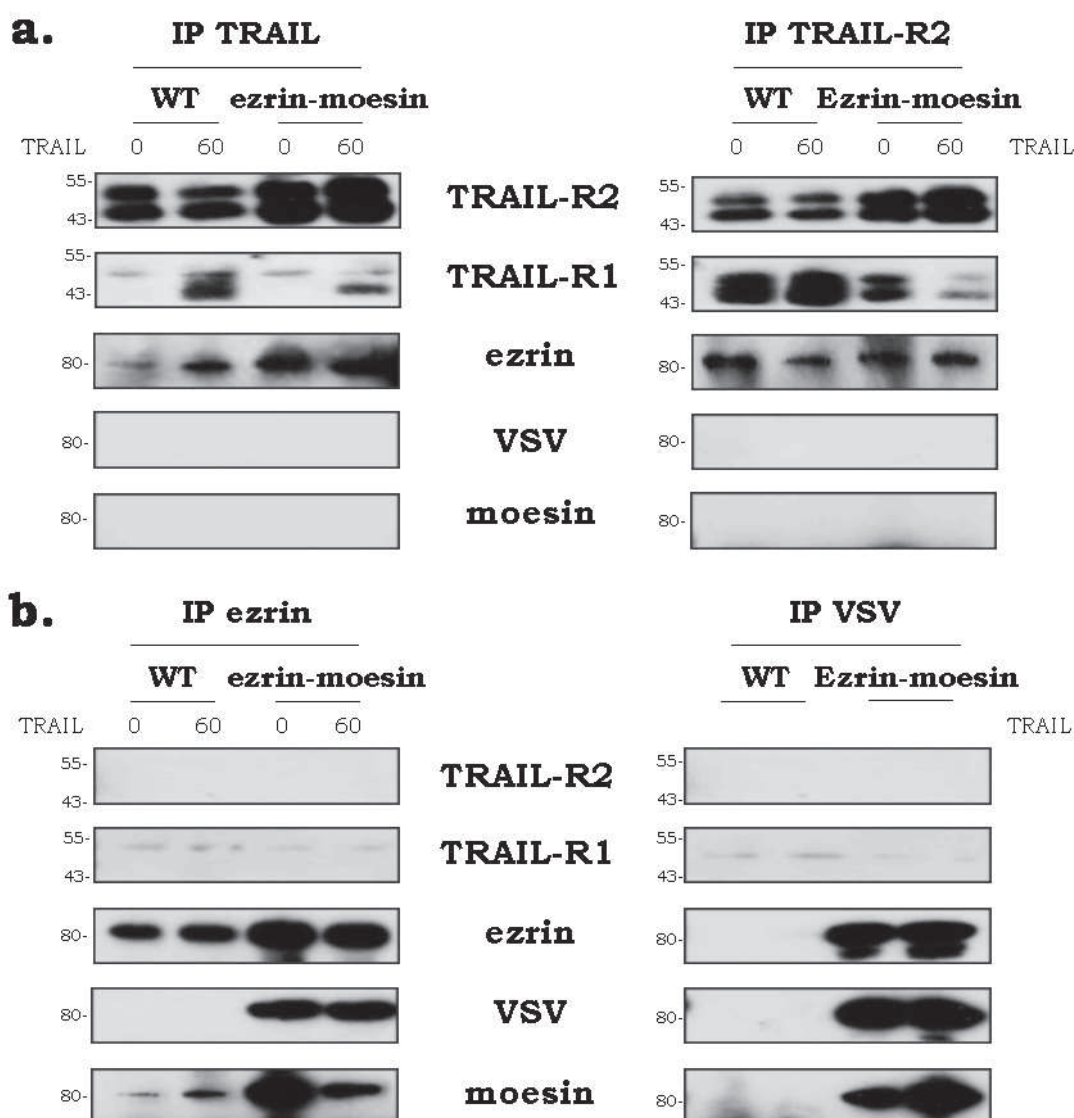 a.
IP TRAIL
IP TRAIL-R2
WT ezrin-moesin
WT Ezrin-moesin
TRAIL 0 60 0 60
0 60 0 60 TRAIL
55- TRAIL-R2 55-
43- 43-
55- TRAIL-R1 55-
43- 43-
80- ezrin 80-
80- VSV 80-
80- moesin 80-
b.
IP ezrin
IP VSV
WT ezrin-moesin
WT Ezrin-moesin
TRAIL 0 60 0 60
TRAIL
55- TRAIL-R2 55-
43- 43-
55- TRAIL-R1 55-
43- 43-
80- ezrin 80-
80- VSV 80-
80- moesin 80-